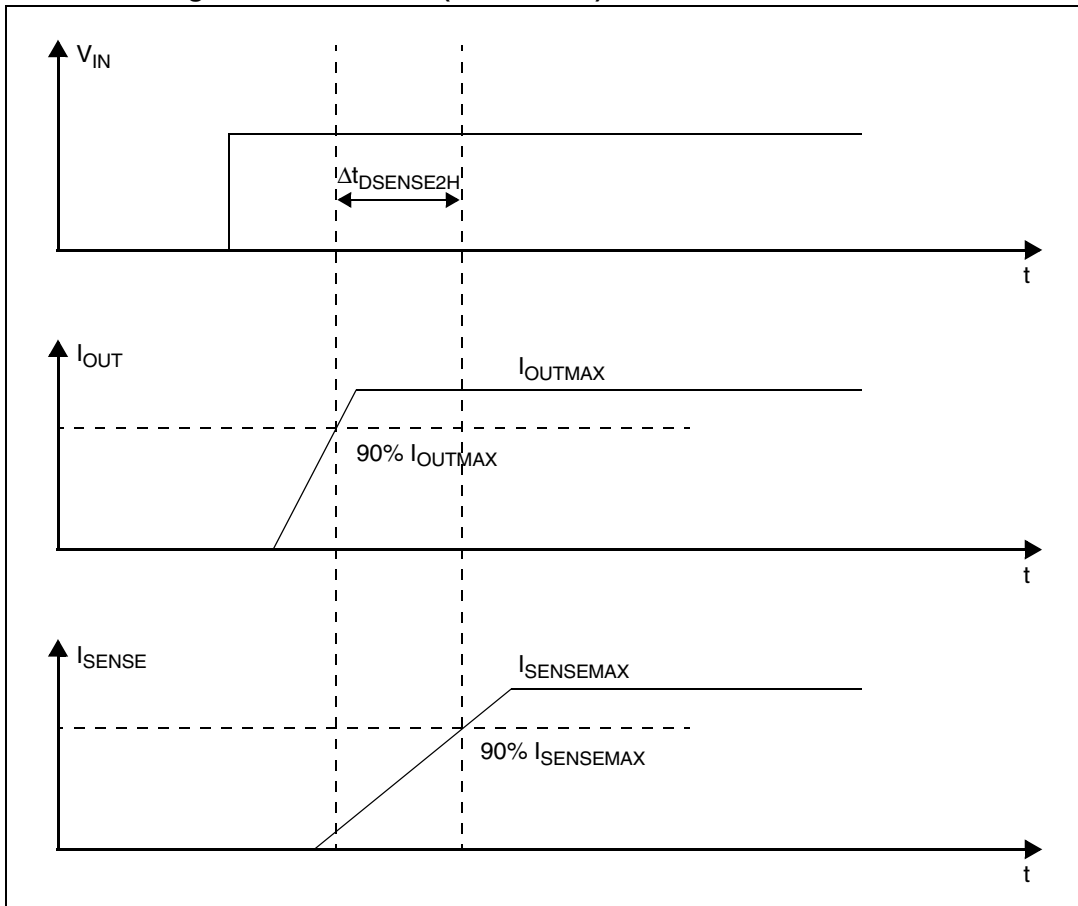 V_IN
Δt_DSENSE2H
t
I_OUT
I_OUTMAX
90% I_OUTMAX
t
I_SENSE
I_SENSEMAX
90% I_SENSEMAX
t